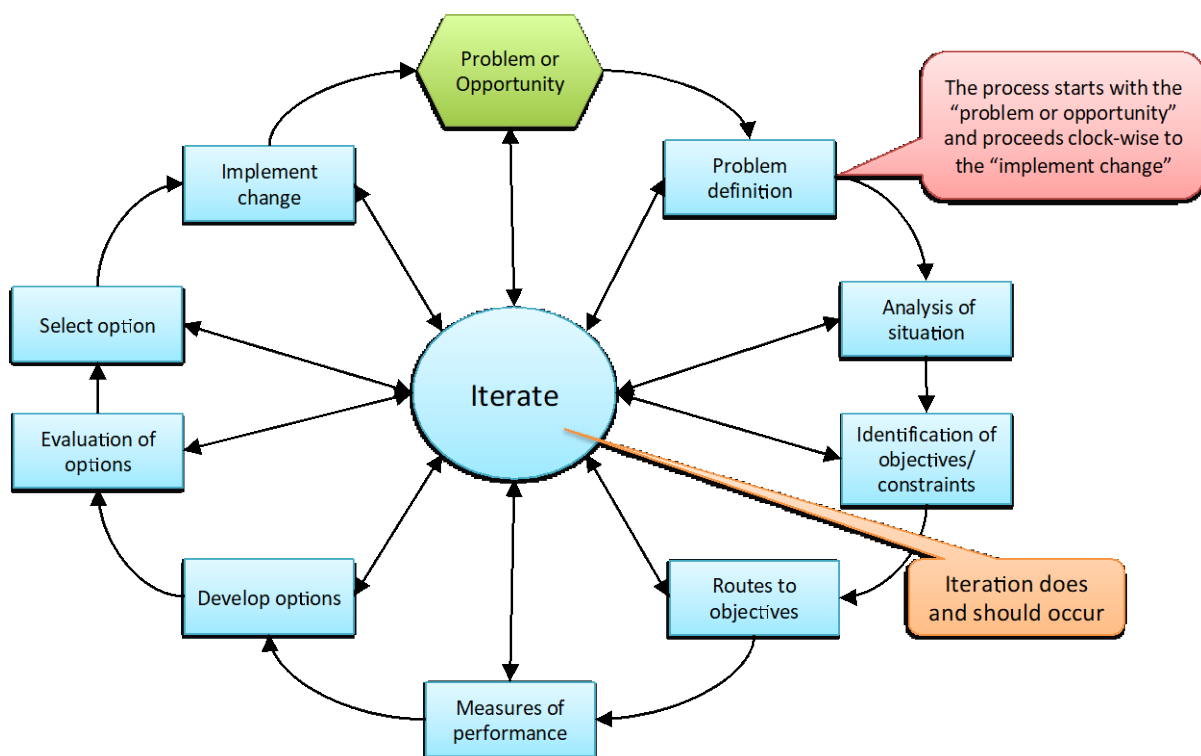 Problem or
Opportunity
The process starts with the
“problem or opportunity”
and proceeds clock-wise to
the “implement change”
Problem
definition
Implement
change
Analysis of
situation
Select option
Iterate
Identification of
objectives/
constraints
Evaluation of
options
Routes to
objectives
Iteration does
and should occur
Develop options
Measures of
performance